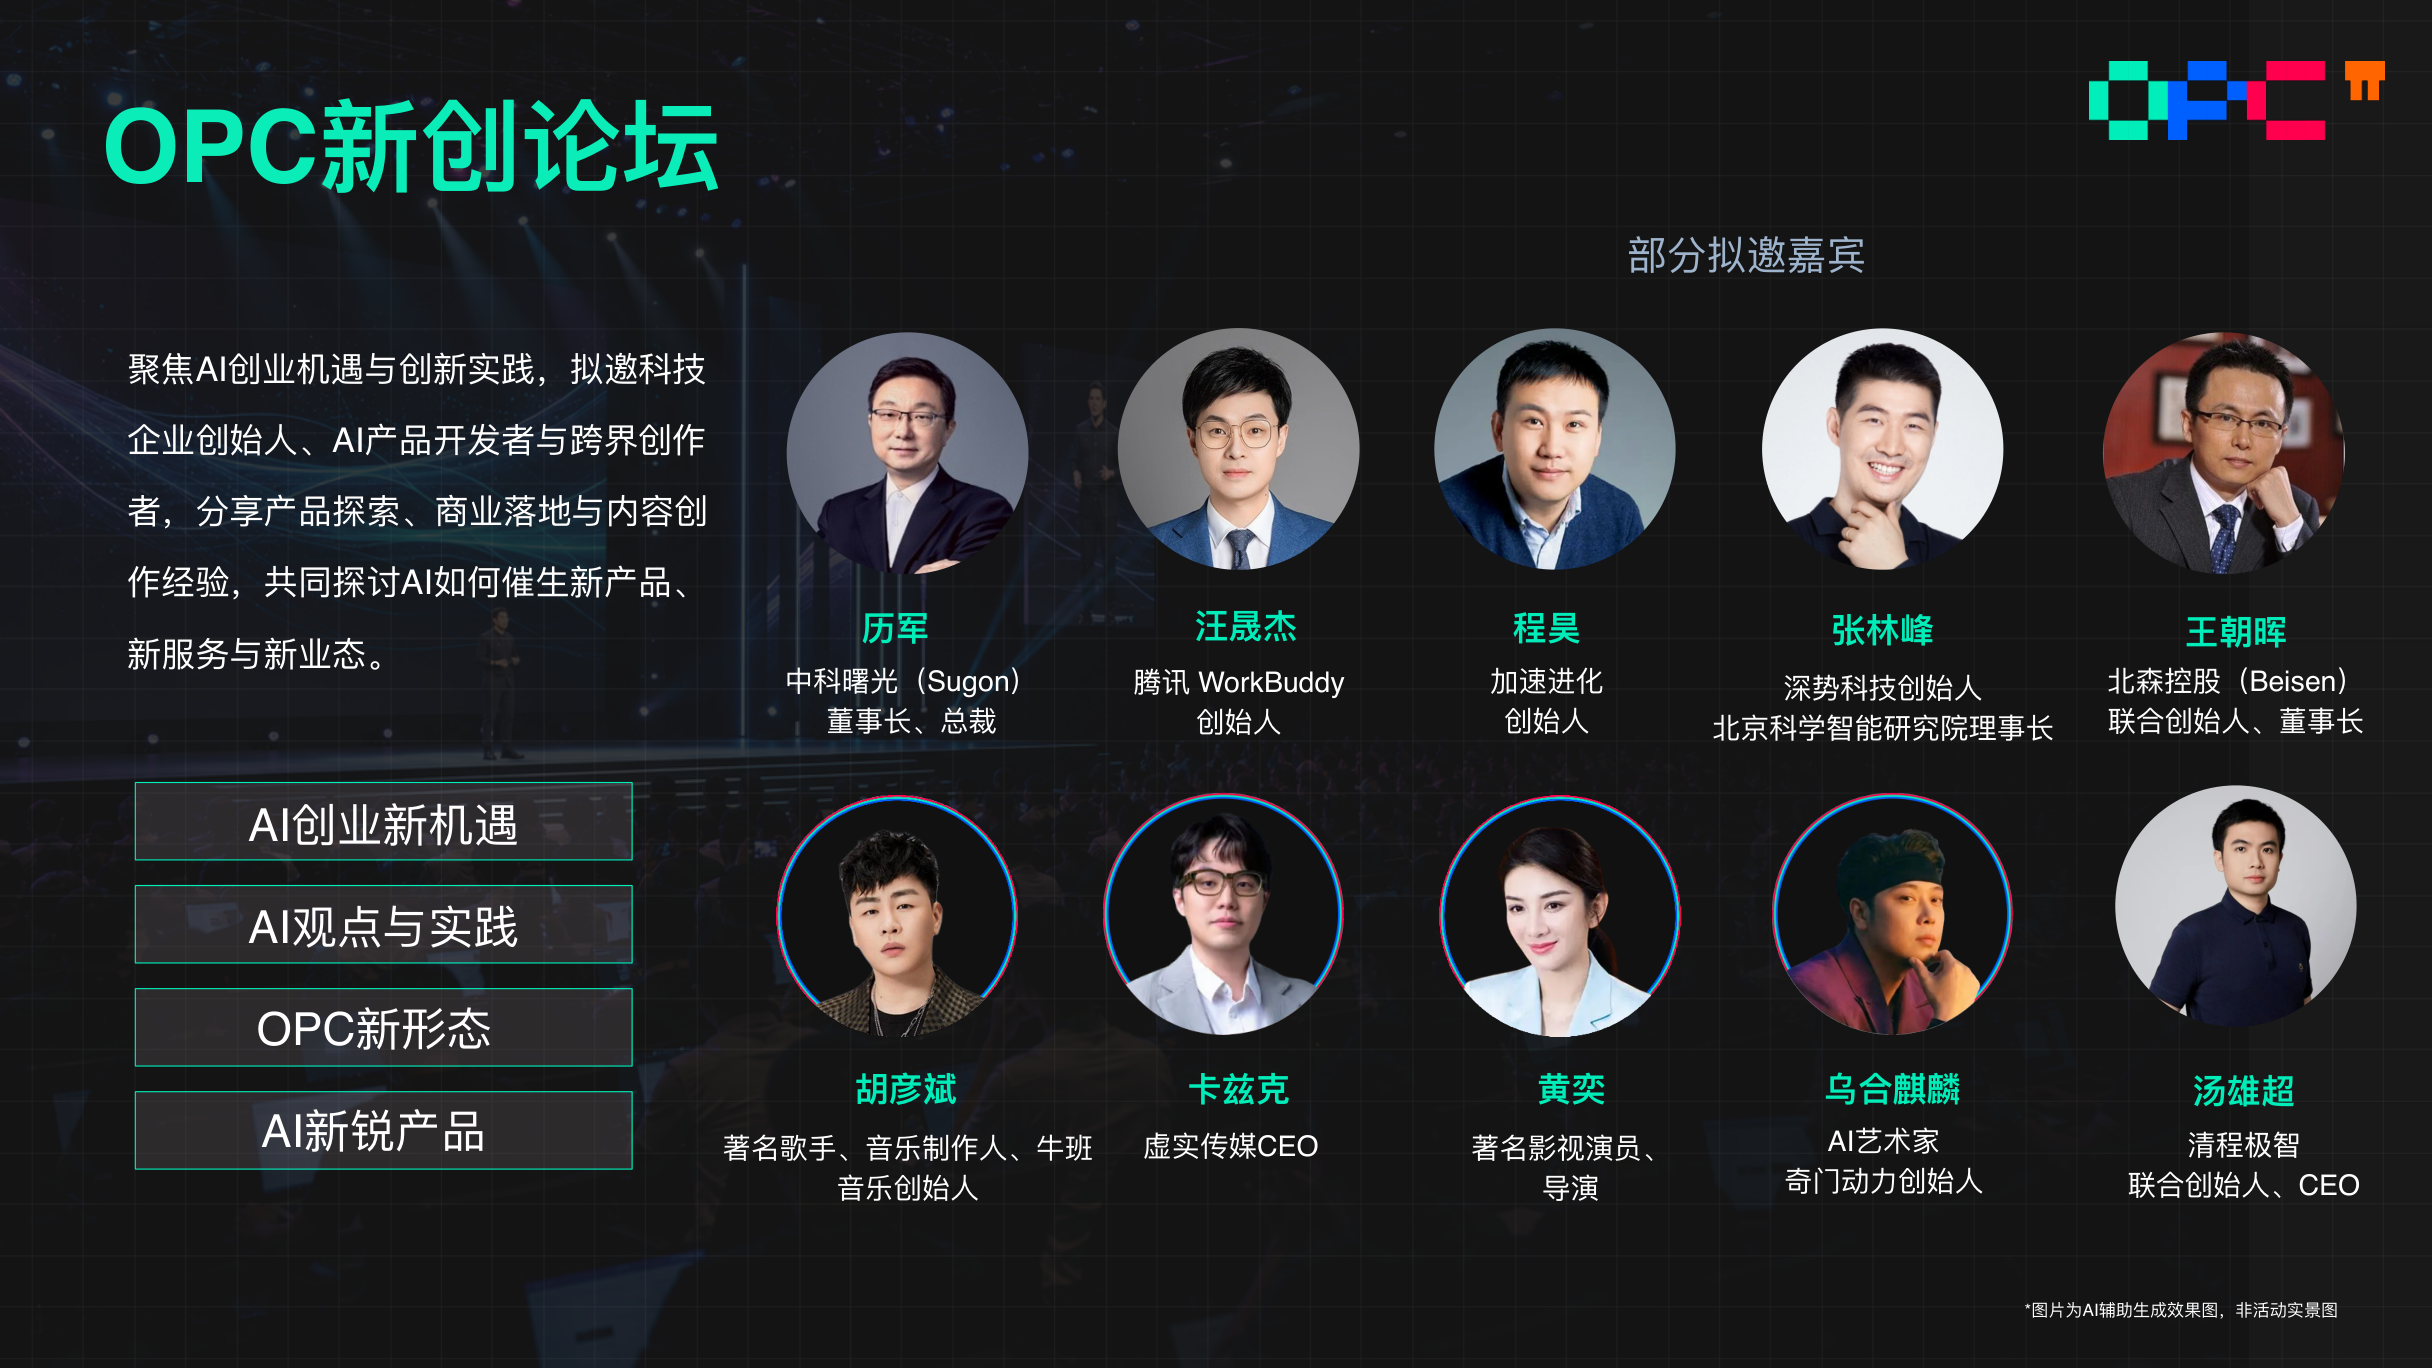 OPC新创论坛
OPC
部分拟邀嘉宾
聚焦AI创业机遇与创新实践，拟邀科技
企业创始人、AI产品开发者与跨界创作
者，分享产品探索、商业落地与内容创
作经验，共同探讨AI如何催生新产品、
新服务与新业态。
AI创业新机遇
AI观点与实践
OPC新形态
AI新锐产品
历军
中科曙光（Sugon）
董事长、总裁
汪晟杰
腾讯 WorkBuddy
创始人
程昊
加速进化
创始人
张林峰
深势科技创始人
北京科学智能研究院理事长
王朝晖
北森控股（Beisen）
联合创始人、董事长
胡彦斌
著名歌手、音乐制作人、牛班
音乐创始人
卡兹克
虚实传媒CEO
黄奕
著名影视演员、
导演
乌合麒麟
AI艺术家
奇门动力创始人
汤雄超
清程极智
联合创始人、CEO
*图片为AI辅助生成效果图，非活动实景图